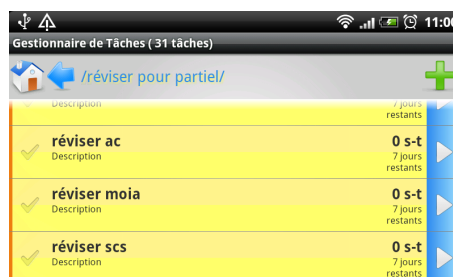 11:00
Gestionnaire de Tâches ( 31 tâches)
/réviser pour partiel/
Description
7 jours
restants
réviser ac
0 s-t
Description
7 jours
restants
réviser moia
0 s-t
Description
7 jours
restants
réviser scs
0 s-t
Description
7 jours
restants